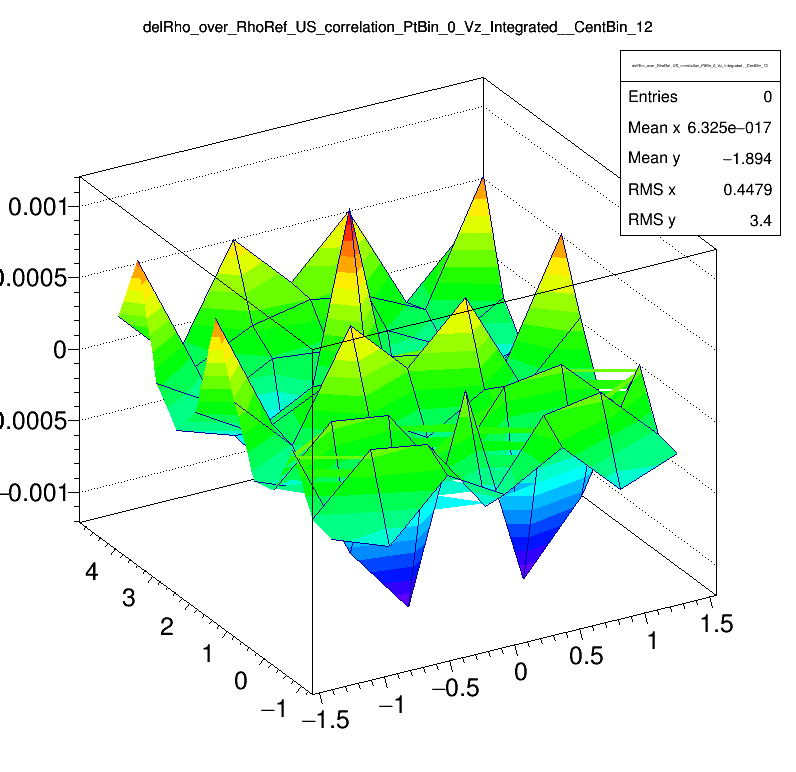 delRho_over_RhoRef_US_correlation_PtBin_0_Vz_Integrated__CentBin_12
delRho_over_RhoRef_US_correlation_PtBin_0_Vz_Integrated__CentBin_12
Entries 0
Mean x 6.325e−017
Mean y −1.894
RMS x 0.4479
RMS y 3.4
0.001
0.0005
0
0.0005
−0.001
4
3
2
1
0
−1
−1.5
−1
−0.5
0
0.5
1
1.5